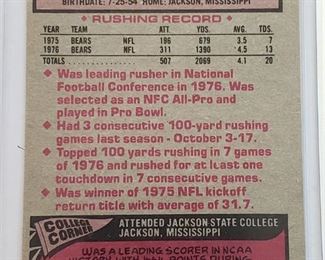 BIRTHDATE: 7-25-54 HOME: JACKSON, MISSISSIPPI
RUSHING RECORD
YEAR TEAM ATT. YDS. AVG. TDS.
1975 BEARS NFL 196 679 3.5 7
1976 BEARS NFL 311 1390 4.5 13
TOTALS 507 2069 4.1 20
Was leading rusher in National
Football Conference in 1976. Was
selected as an NFC All-Pro and
played in Pro Bowl.
Had 3 consecutive 100-yard rushing
games last season - October 3-17.
Topped 100 yards rushing in 7 games
of 1976 and rushed for at least one
touchdown in 7 consecutive games.
Was winner of 1975 NFL kickoff
return title with average of 31.7.
COLLEGE CORNER
ATTENDED JACKSON STATE COLLEGE
JACKSON, MISSISSIPPI
WAS A LEADING SCORER IN NCAA
HISTORY WITH 464 POINTS DURING